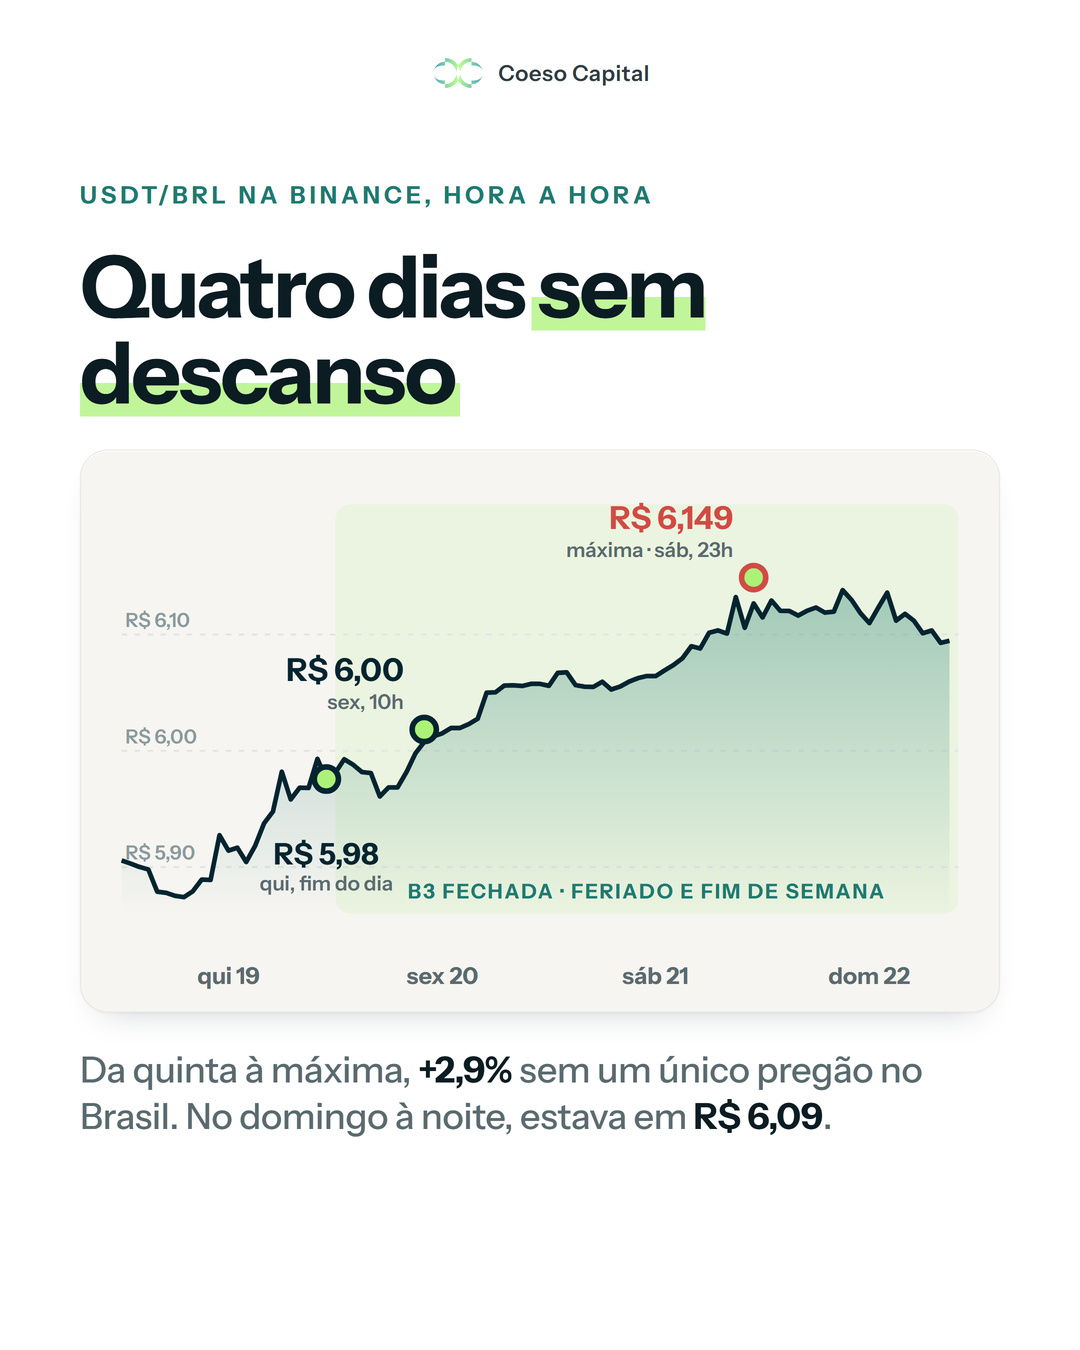 Coeso Capital
USDT/BRL NA BINANCE, HORA A HORA
Quatro dias sem
descanso
R$ 6,149
máxima · sáb, 23h
R$ 6,10
R$ 6,00
sex, 10h
R$ 6,00
R$ 5,90
R$ 5,98
qui, fim do dia
B3 FECHADA · FERIADO E FIM DE SEMANA
qui 19
sex 20
sáb 21
dom 22
Da quinta à máxima, +2,9% sem um único pregão no
Brasil. No domingo à noite, estava em R$ 6,09.